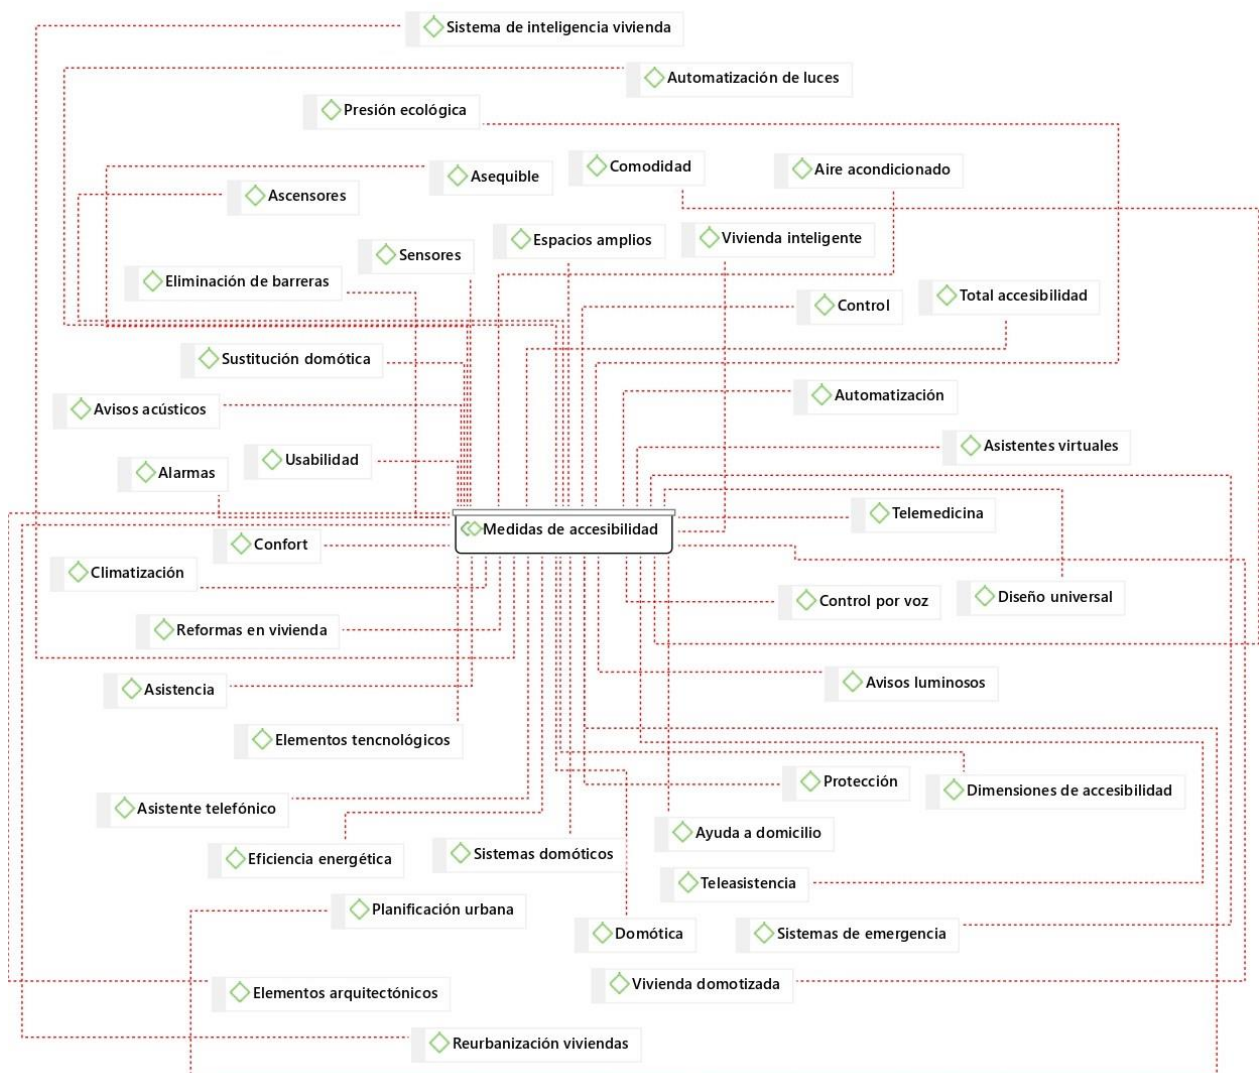 Sistema de inteligencia vivienda
Automatización de luces
Presión ecológica
Comodidad
Aire acondicionado
Asequible
Ascensores
Vivienda inteligente
Espacios amplios
Sensores
Eliminación de barreras
Total accesibilidad
Control
Sustitución domótica
Automatización
Avisos acústicos
Asistentes virtuales
Usabilidad
Alarmas
Telemedicina
Medidas de accesibilidad
Confort
Climatización
Diseño universal
Control por voz
Reformas en vivienda
Avisos luminosos
Asistencia
Elementos tencnológicos
Protección
Dimensiones de accesibilidad
Asistente telefónico
Ayuda a domicilio
Sistemas domóticos
Eficiencia energética
Teleasistencia
Planificación urbana
Domótica
Sistemas de emergencia
Vivienda domotizada
Elementos arquitectónicos
Reurbanización viviendas